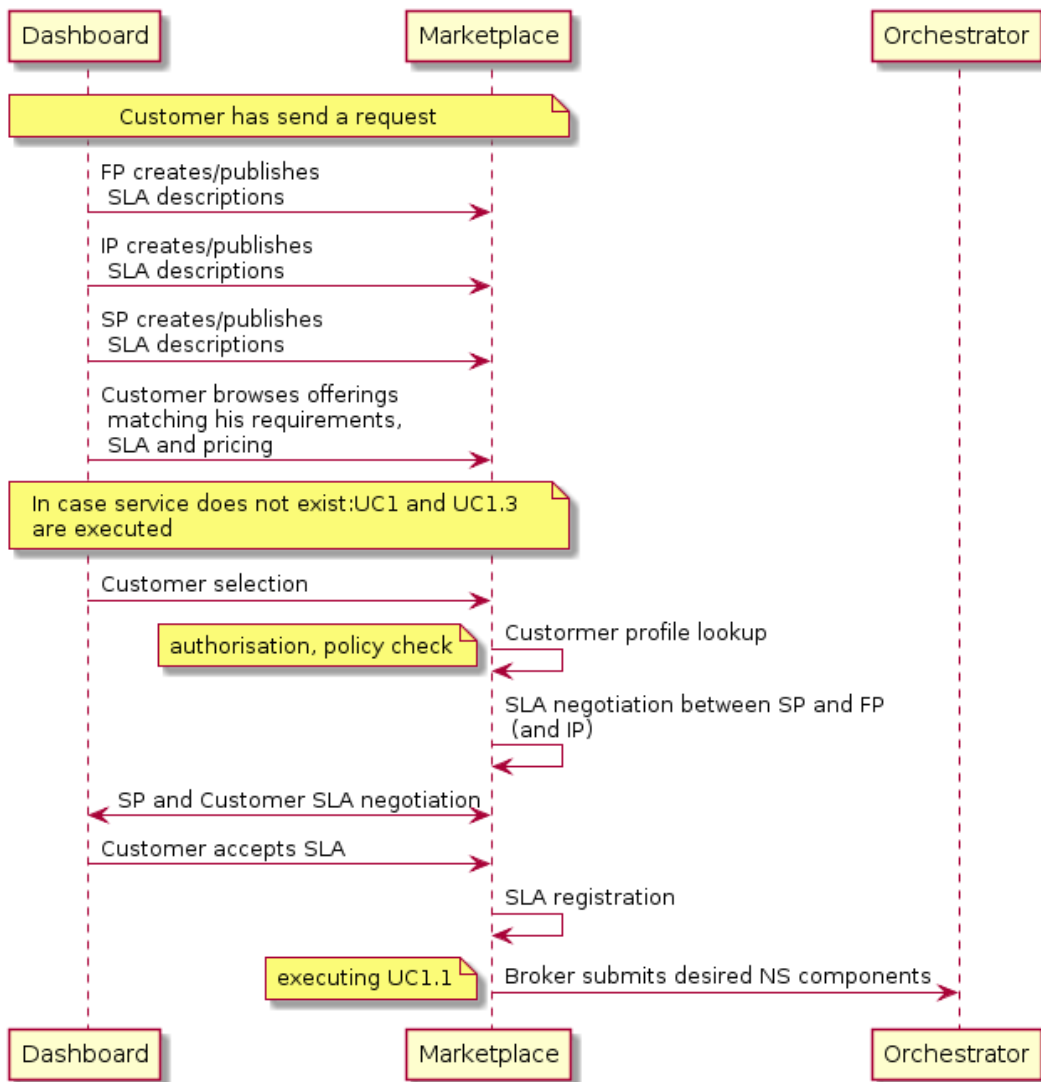 Dashboard
Marketplace
Orchestrator
Customer has send a request
FP creates/publishes
SLA descriptions
IP creates/publishes
SLA descriptions
SP creates/publishes
SLA descriptions
Customer browses offerings
matching his requirements,
SLA and pricing
In case service does not exist:UC1 and UC1.3
are executed
Customer selection
authorisation, policy check
Custormer profile lookup
SLA negotiation between SP and FP
(and IP)
SP and Customer SLA negotiation
Customer accepts SLA
SLA registration
executing UC1.1
Broker submits desired NS components
Dashboard
Marketplace
Orchestrator